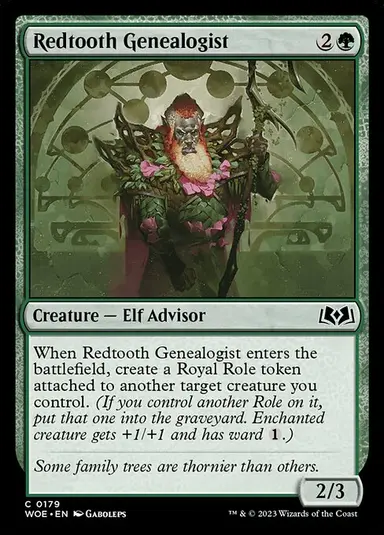 Redtooth Genealogist 2
Creature — Elf Advisor
When Redtooth Genealogist enters the
battlefield, create a Royal Role token
attached to another target creature you
control. (If you control another Role on it,
put that one into the graveyard. Enchanted
creature gets +1/+1 and has ward 1.)
Some family trees are thornier than others.
2/3
C 0179
WOE • EN GABOLEPS
™ & © 2023 Wizards of the Coast